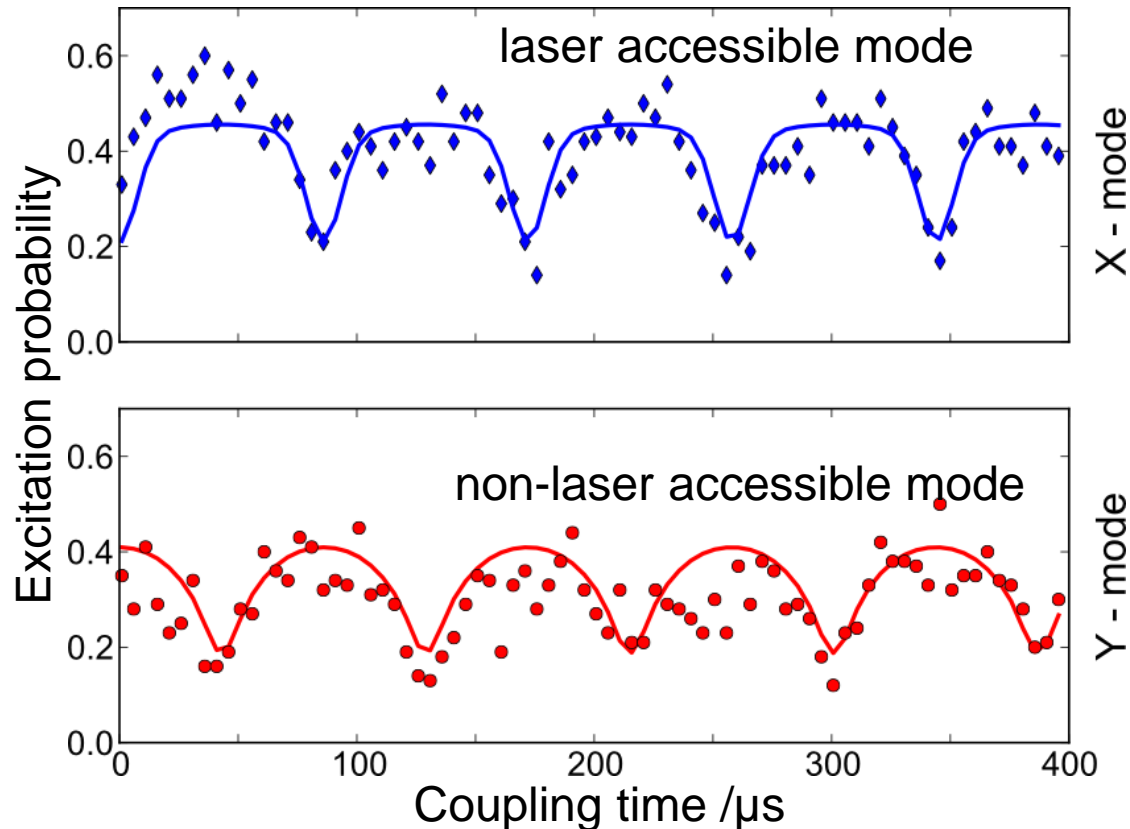 laser accessible mode
0.6
0.4
0.2
0.0
X - mode
Excitation probability
non-laser accessible mode
0.6
0.4
0.2
0.0
Y - mode
0 100 200 300 400
Coupling time /µs